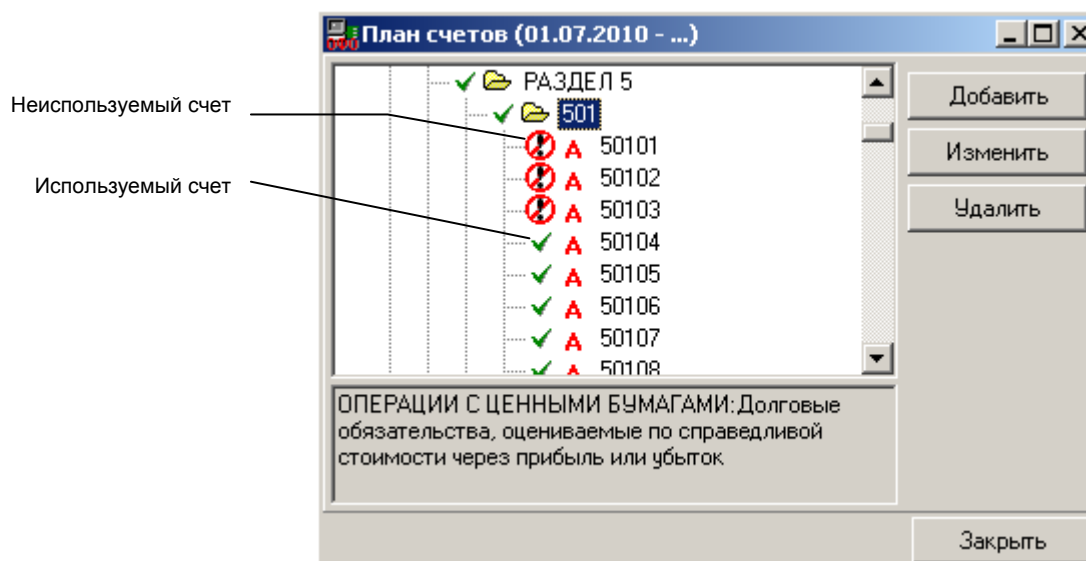 План счетов (01.07.2010 - ...)
РАЗДЕЛ 5
501
Неиспользуемый счет
А 50101
А 50102
Используемый счет
А 50103
А 50104
А 50105
А 50106
А 50107
А 50108
Добавить
Изменить
Удалить
ОПЕРАЦИИ С ЦЕННЫМИ БУМАГАМИ:Долговые
обязательства, оцениваемые по справедливой
стоимости через прибыль или убыток
Закрыть